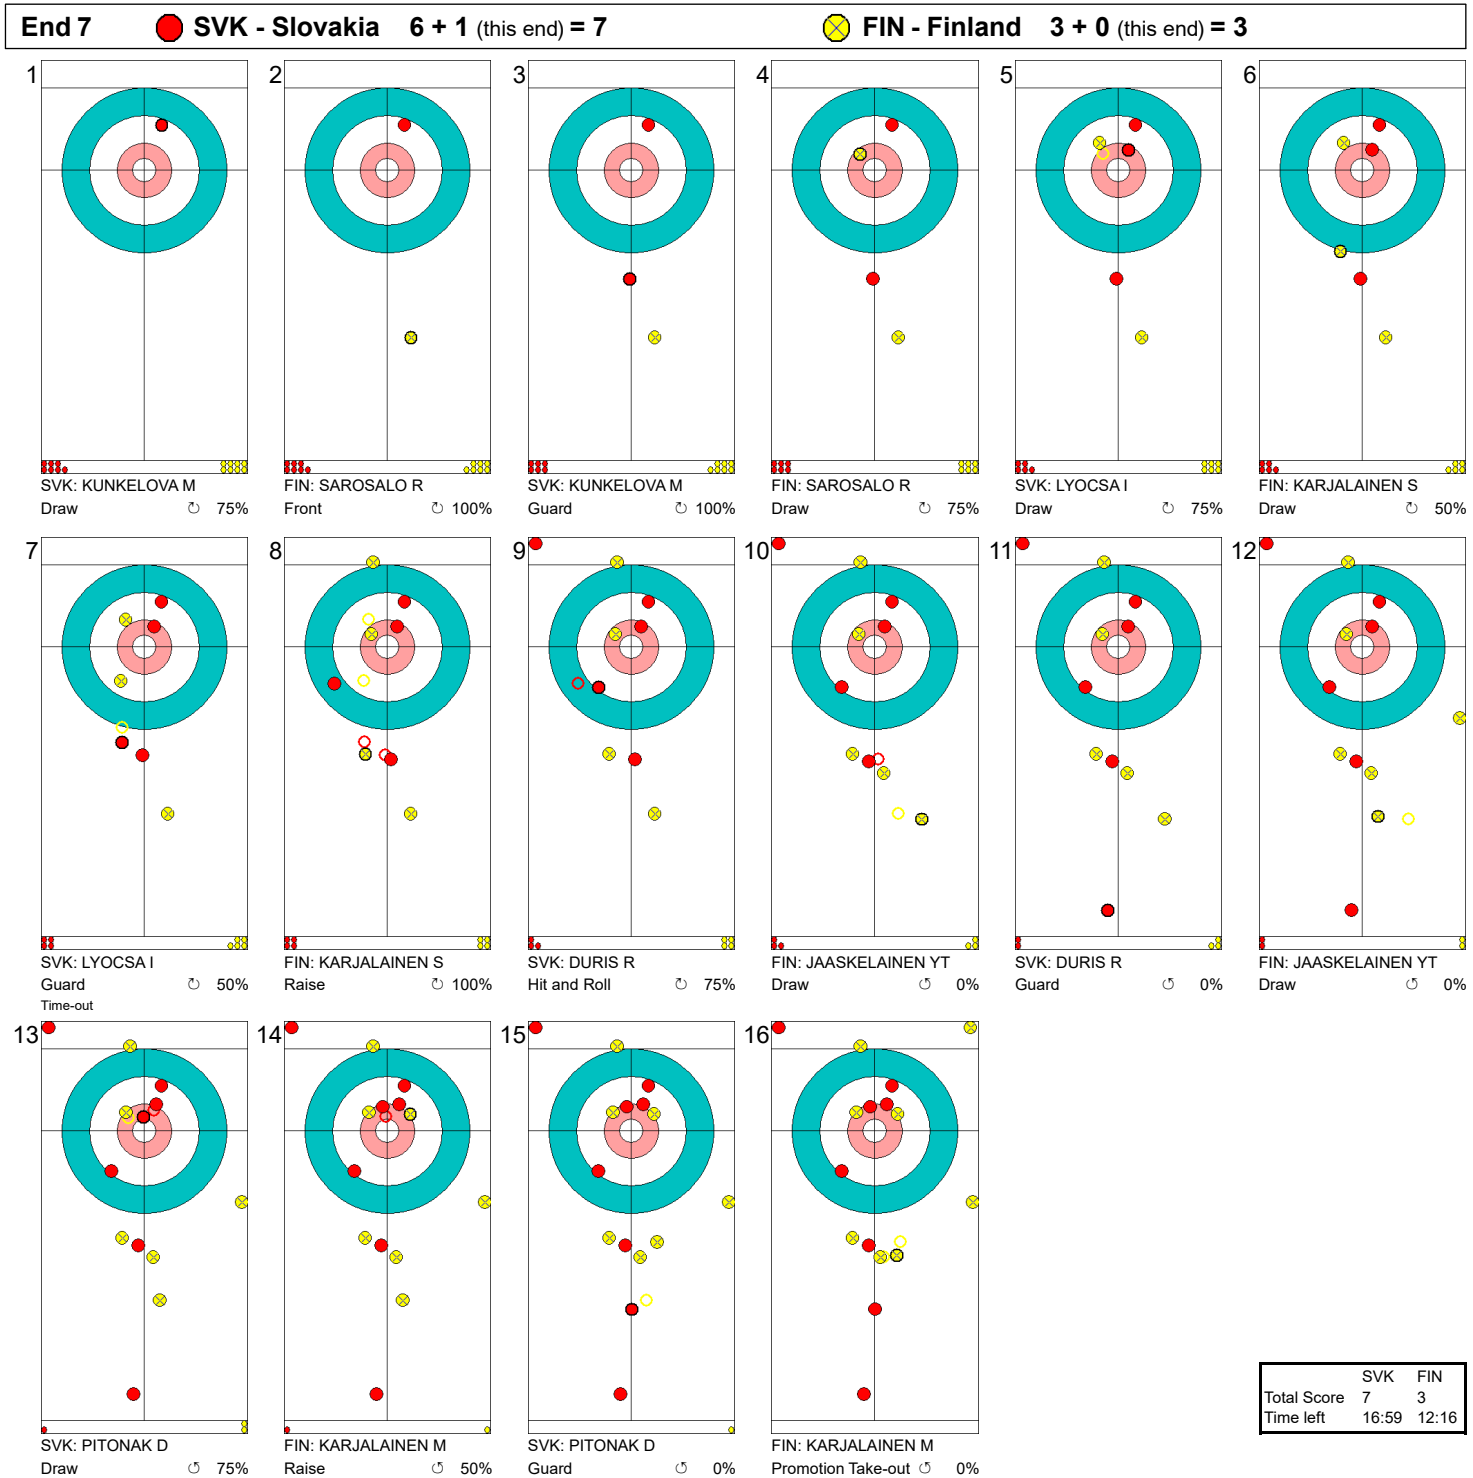 End 7 SVK - Slovakia 6 + 1 (this end) = 7 FIN - Finland 3 + 0 (this end) = 3
1 2 3 4 5 6
SVK: KUNKELOVA M FIN: SAROSALO R SVK: KUNKELOVA M FIN: SAROSALO R SVK: LYOCSA I FIN: KARJALAINEN S
Draw ↻ 75% Front ↻ 100% Guard ↻ 100% Draw ↻ 75% Draw ↻ 75% Draw ↻ 50%
7 8 9 10 11 12
SVK: LYOCSA I FIN: KARJALAINEN S SVK: DURIS R FIN: JAASKELAINEN YT SVK: DURIS R FIN: JAASKELAINEN YT
Guard ↻ 50% Raise ↻ 100% Hit and Roll ↻ 75% Draw ↺ 0% Guard ↺ 0% Draw ↺ 0%
Time-out
13 14 15 16
SVK FIN
Total Score 7 3
Time left 16:59 12:16
SVK: PITONAK D FIN: KARJALAINEN M SVK: PITONAK D FIN: KARJALAINEN M
Draw ↺ 75% Raise ↺ 50% Guard ↺ 0% Promotion Take-out ↺ 0%